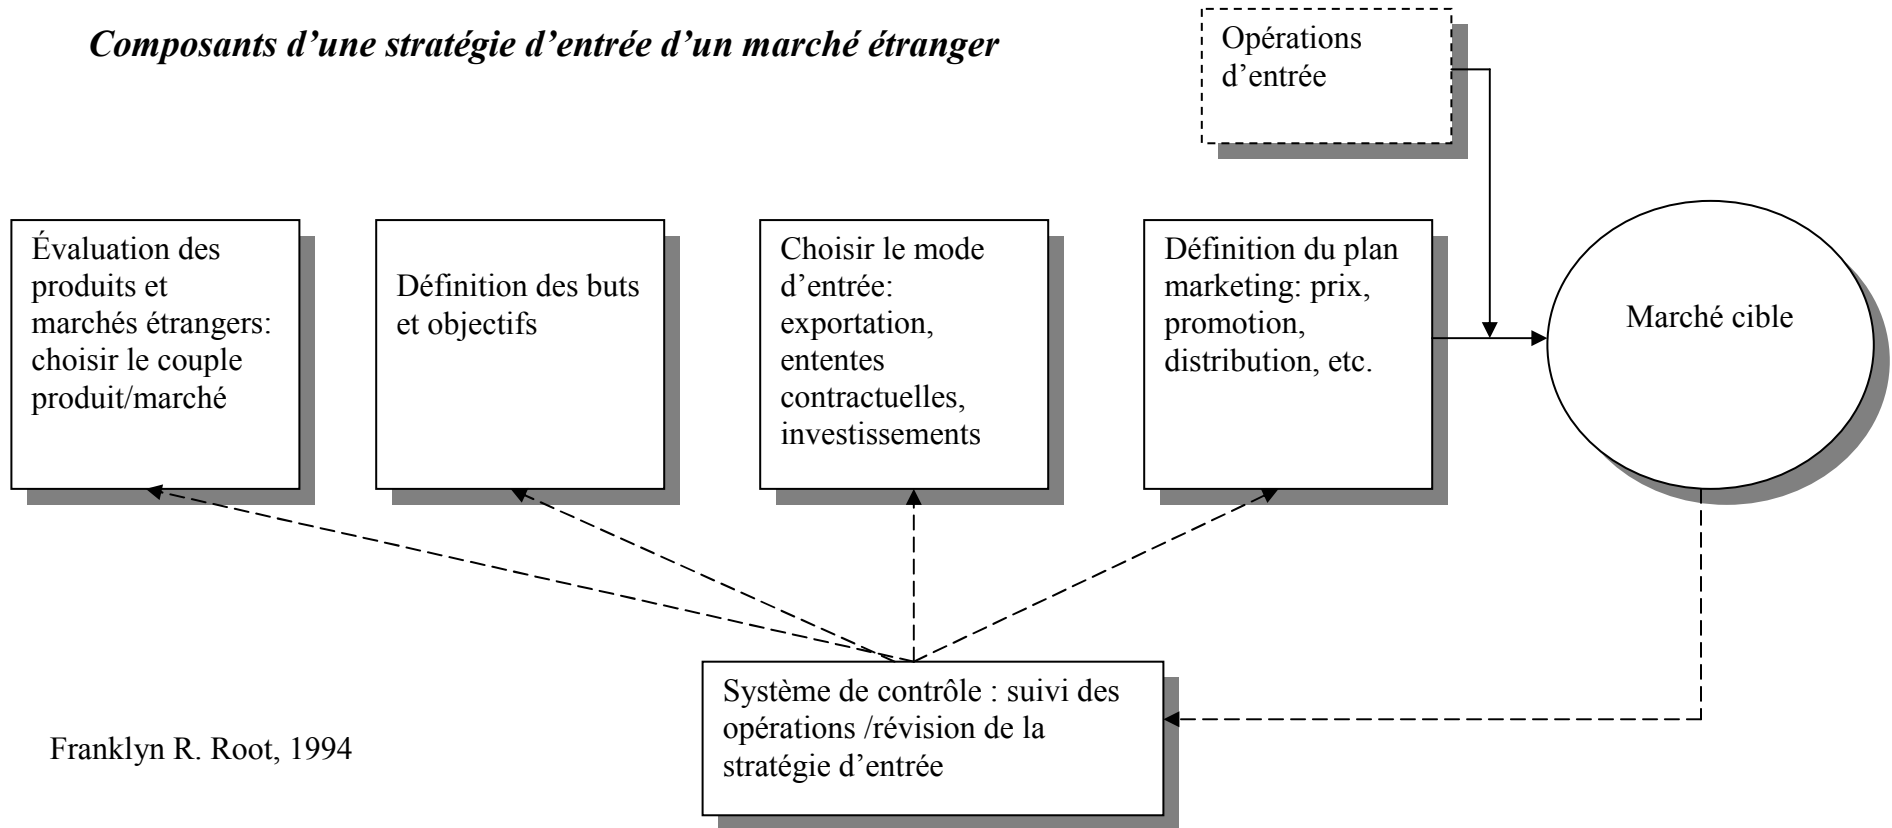 Composants d’une stratégie d’entrée d’un marché étranger
Opérations
d’entrée
Évaluation des
produits et
marchés étrangers:
choisir le couple
produit/marché
Définition des buts
et objectifs
Choisir le mode
d’entrée:
exportation,
ententes
contractuelles,
investissements
Définition du plan
marketing: prix,
promotion,
distribution, etc.
Marché cible
Système de contrôle : suivi des
opérations /révision de la
stratégie d’entrée
Franklyn R. Root, 1994